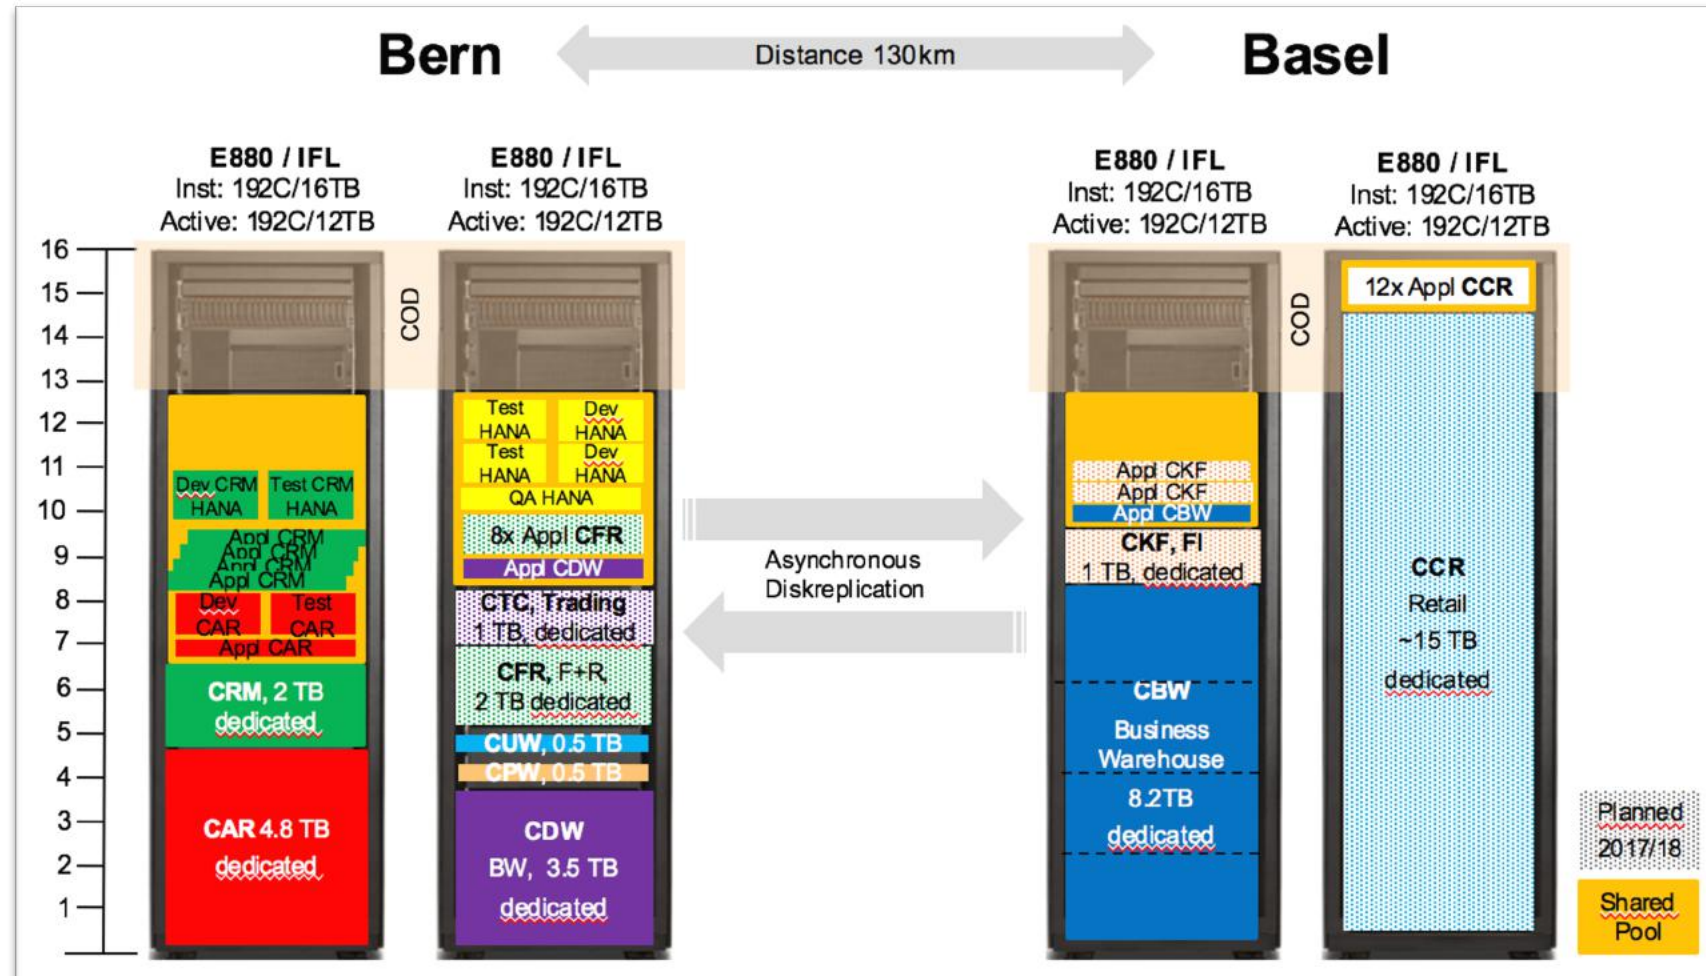 Bern
Distance 130km
Basel
E880 / IFL
Inst: 192C/16TB
Active: 192C/12TB
E880 / IFL
Inst: 192C/16TB
Active: 192C/12TB
E880 / IFL
Inst: 192C/16TB
Active: 192C/12TB
E880 / IFL
Inst: 192C/16TB
Active: 192C/12TB
16
15
14
13
12
11
10
9
8
7
6
5
4
3
2
1
COD
Dev CRM
HANA
Test CRM
HANA
Appl CRM
Appl CRM
Appl CRM
Appl CRM
Dev
CAR
Test
CAR
Appl CAR
CRM, 2 TB
dedicated
CAR 4.8 TB
dedicated
Test
HANA
Dev
HANA
Test
HANA
Dev
HANA
QA HANA
8x Appl CFR
Appl CDW
CTC, Trading
1 TB, dedicated
CFR, F+R,
2 TB dedicated
CUW, 0.5 TB
CPW, 0.5 TB
CDW
BW, 3.5 TB
dedicated
Asynchronous
Diskreplication
COD
Appl CKF
Appl CKF
Appl CBW
CKF, FI
1 TB, dedicated
CBW
Business
Warehouse
8.2TB
dedicated
12x Appl CCR
CCR
Retail
~15 TB
dedicated
Planned
2017/18
Shared
Pool